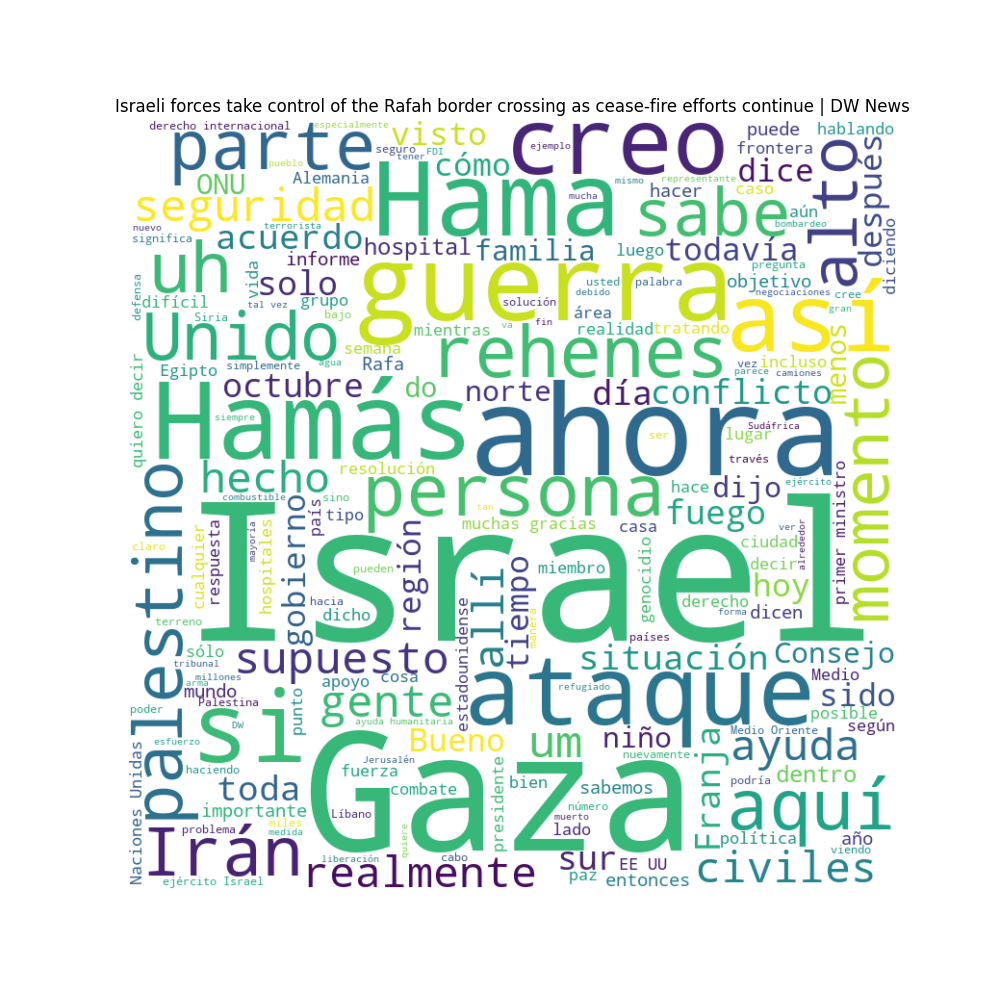 Israeli forces take control of the Rafah border crossing as cease-fire efforts continue | DW News
derecho internacional
especialmente
parte
visto
creo
puede
hablando
seguro
FDI
ejemplo
frontera
pueblo
tener
cómo
dice
alto
después
ONU
Alemania
Hama
mismo
representante
hacer
caso
seguridad
mucha
sabe
aún
nuevo
terrorista
acuerdo
bombardeo
significa
hospital
familia
luego
todavía
diciendo
uh
informe
vida
solo
guerra
pregunta
defensa
usted
palabra
objetivo
difícil
tal vez
grupo
solución
debido
negociaciones
cree
Siria
bajo
área
así
gran
Unido
mientras
va
fin
realidad
tratando
semana
rehenes
menos
Egipto
simplemente
agua
Rafa
vez
incluso
parece
camiones
octubre
do
norte
día
conflicto
quiero decir
Hamás
ahora
momento
siempre
Sudáfrica
ser
lugar
través
palestino
hecho
resolución
persona
hace
dijo
ejército
combustible
sino
tan
fuego
país
tipo
muchas gracias
casa
primer ministro
Israel
claro
cualquier
respuesta
mayoría
hospitales
gobierno
región
ver
alrededor
ciudad
decir
genocidio
pueden
allí
tiempo
miembro
hoy
hacia
derecho
terreno
dicho
estadounidense
manera
forma
dicen
países
sólo
supuesto
situación
Consejo
tribunal
millones
apoyo
cosa
ataque
refugiado
Medio
arma
mundo
sido
Palestina
punto
gente
poder
si
posible
DW
ayuda humanitaria
según
Medio Oriente
esfuerzo
Bueno
um
niño
ayuda
Naciones Unidas
Jerusalén
nuevamente
Franja
haciendo
fuerza
Gaza
presidente
bien
sabemos
podría
dentro
toda
combate
importante
Líbano
número
aquí
muerto
Irán
miles
problema
medida
quiere
lado
política
año
viendo
liberación
cabo
sur
EE UU
realmente
paz
entonces
civiles
ejército Israel